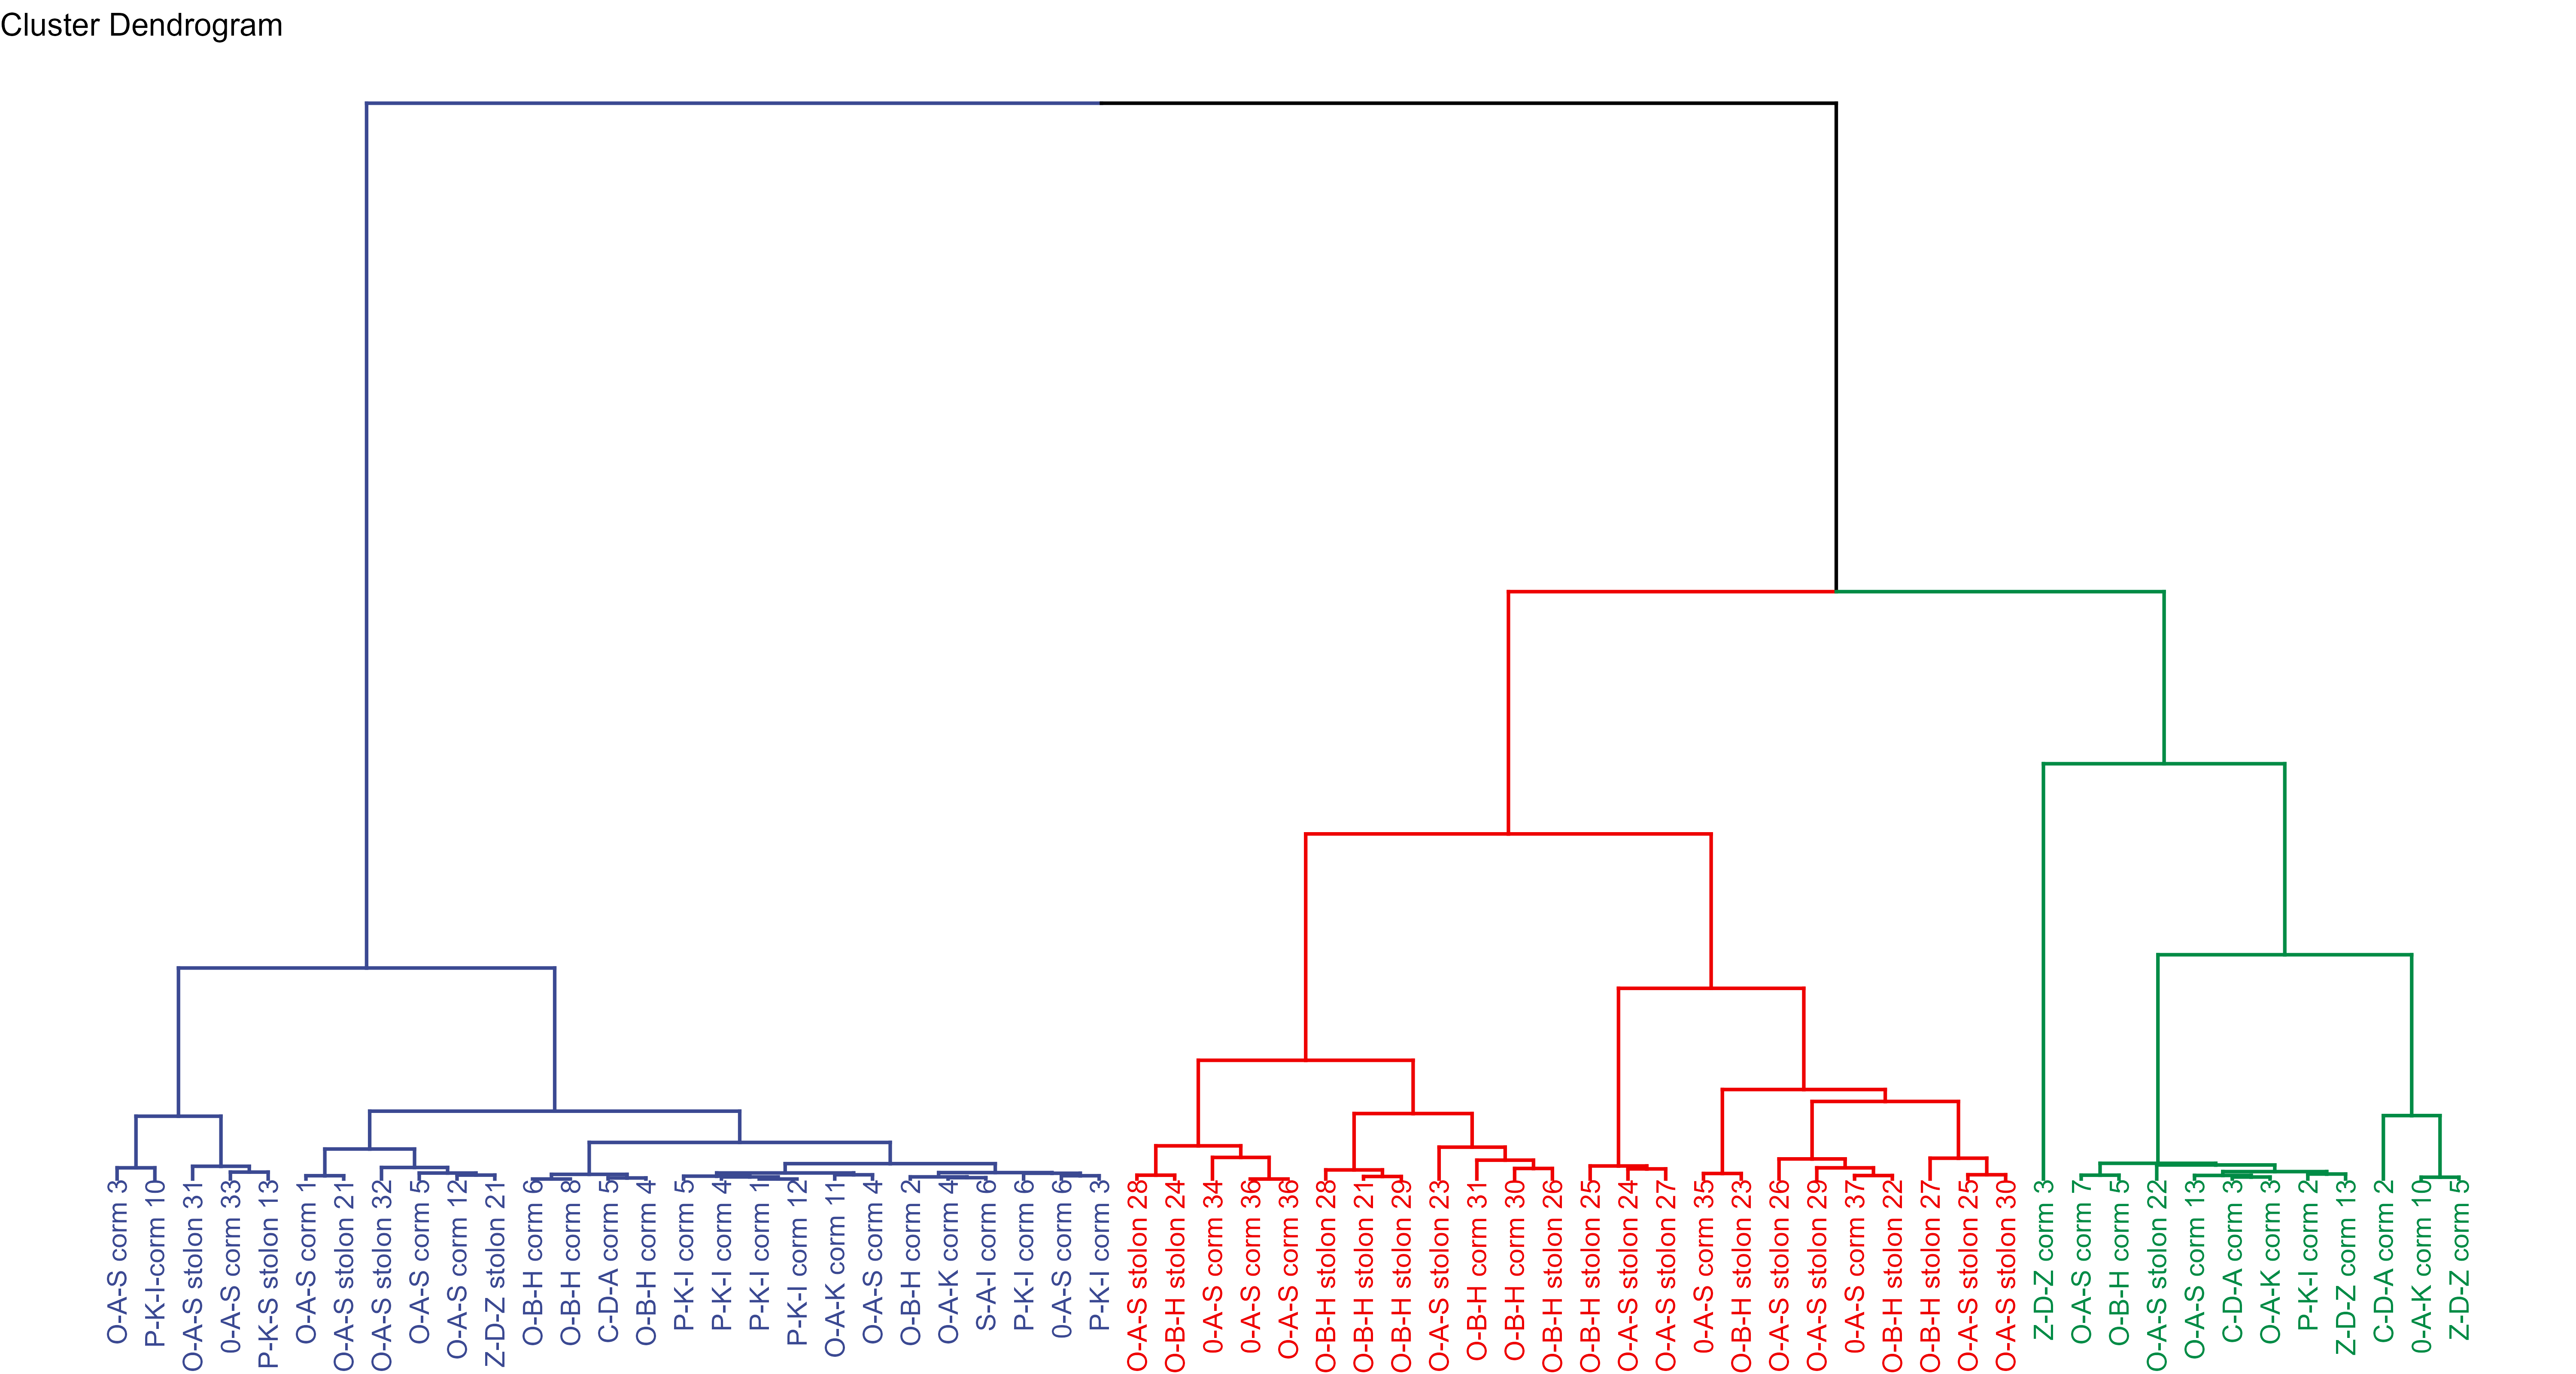 Cluster Dendrogram
O-A-S corm 3
P-K-I-corm 10
O-A-S stolon 31
0-A-S corm 33
P-K-S stolon 13
O-A-S corm 1
O-A-S stolon 21
O-A-S stolon 32
O-A-S corm 5
O-A-S corm 12
Z-D-Z stolon 21
O-B-H corm 6
O-B-H corm 8
C-D-A corm 5
O-B-H corm 4
P-K-I corm 5
P-K-I corm 4
P-K-I corm 1
P-K-I corm 12
O-A-K corm 11
O-A-S corm 4
O-B-H corm 2
O-A-K corm 4
S-A-I corm 6
P-K-I corm 6
0-A-S corm 6
P-K-I corm 3
O-A-S stolon 28
O-B-H stolon 24
0-A-S corm 34
0-A-S corm 36
O-A-S corm 36
O-B-H stolon 28
O-B-H stolon 21
O-B-H stolon 29
O-A-S stolon 23
O-B-H corm 31
O-B-H corm 30
O-B-H stolon 26
O-B-H stolon 25
O-A-S stolon 24
O-A-S stolon 27
0-A-S corm 35
O-B-H stolon 23
O-A-S stolon 26
O-A-S stolon 29
0-A-S corm 37
O-B-H stolon 22
O-B-H stolon 27
O-A-S stolon 25
O-A-S stolon 30
Z-D-Z corm 3
O-A-S corm 7
O-B-H corm 5
O-A-S stolon 22
O-A-S corm 13
C-D-A corm 3
O-A-K corm 3
P-K-I corm 2
Z-D-Z corm 13
C-D-A corm 2
0-A-K corm 10
Z-D-Z corm 5